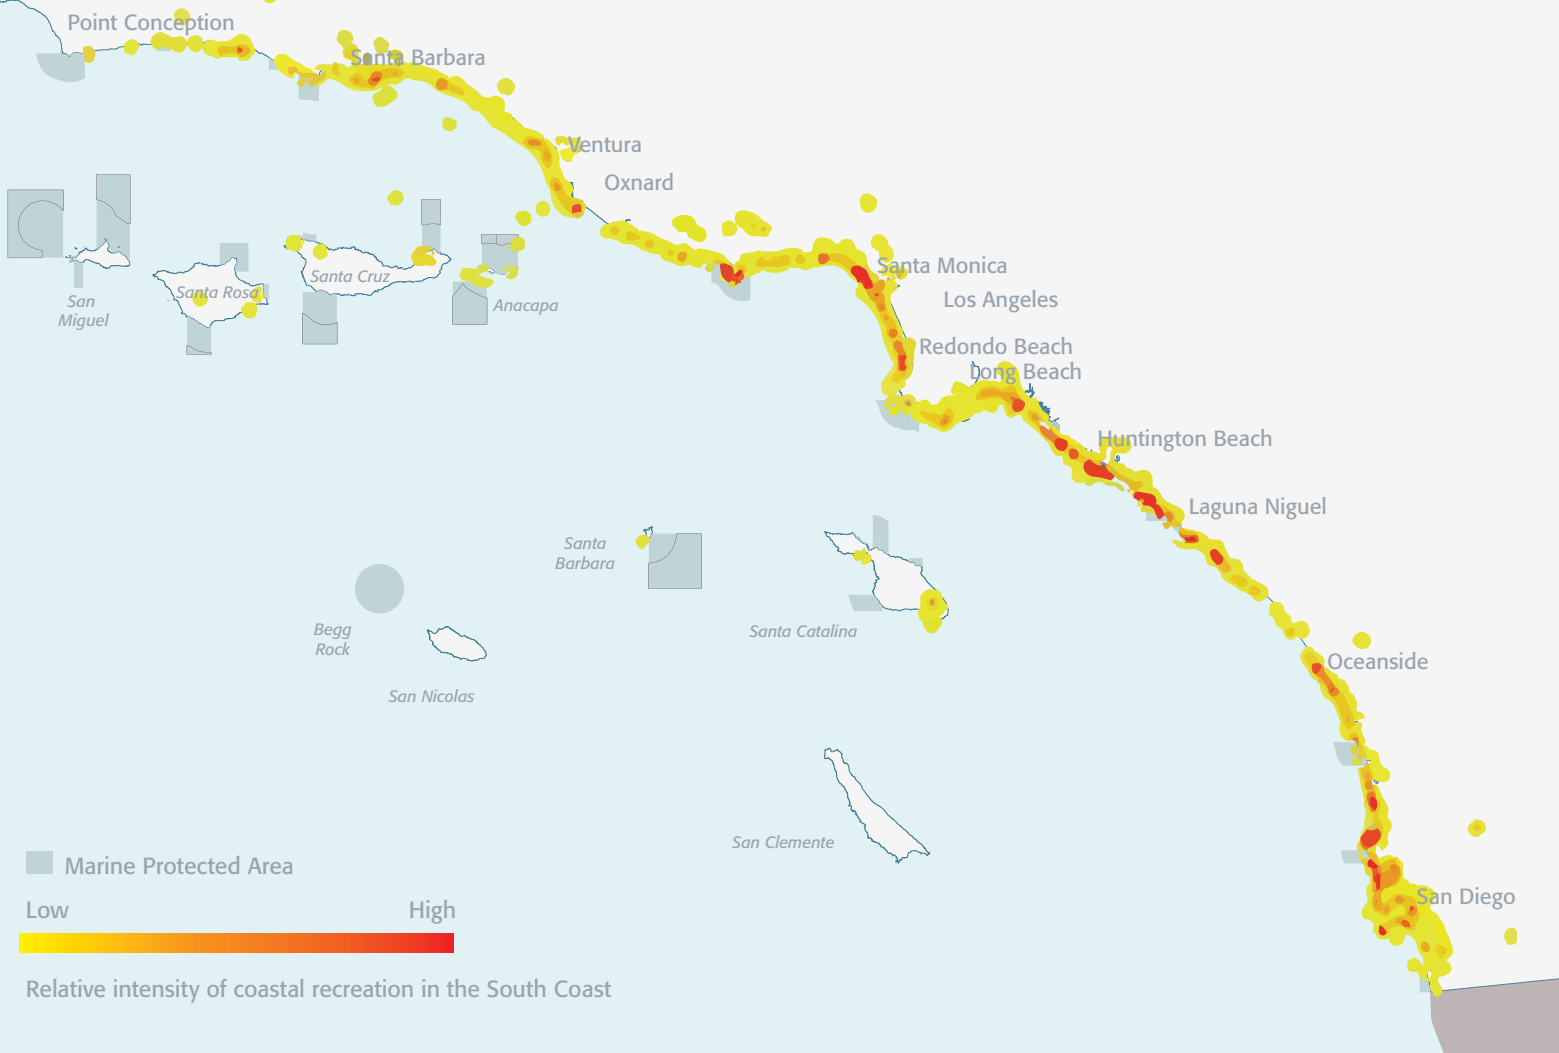 Point Conception
Santa Barbara
Ventura
Oxnard
Santa Monica
Santa Cruz
Santa Rosa
San
Miguel
Anacapa
Los Angeles
Redondo Beach
Long Beach
Huntington Beach
Laguna Niguel
Santa
Barbara
Begg
Rock
Santa Catalina
Oceanside
San Nicolas
San Clemente
Marine Protected Area
San Diego
Low
High
Relative intensity of coastal recreation in the South Coast